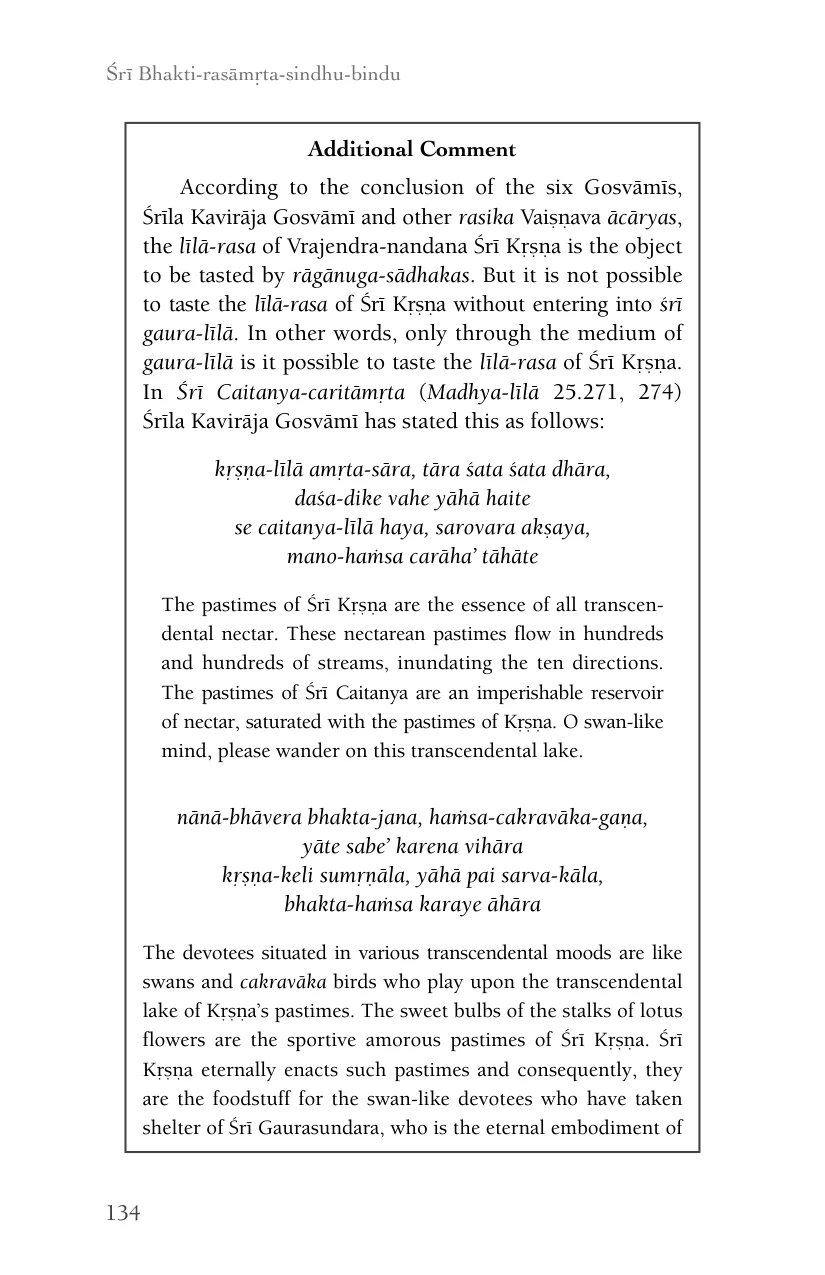 Śrī Bhakti-rasāmṛta-sindhu-bindu
Additional Comment
According to the conclusion of the six Gosvāmīs,
Śrīla Kavirāja Gosvāmī and other rasika Vaiṣṇava ācāryas,
the līlā-rasa of Vrajendra-nandana Śrī Kṛṣṇa is the object
to be tasted by rāgānuga-sādhakas. But it is not possible
to taste the līlā-rasa of Śrī Kṛṣṇa without entering into śrī
gaura-līlā. In other words, only through the medium of
gaura-līlā is it possible to taste the līlā-rasa of Śrī Kṛṣṇa.
In Śrī Caitanya-caritāmṛta (Madhya-līlā 25.271, 274)
Śrīla Kavirāja Gosvāmī has stated this as follows:
kṛṣṇa-līlā amṛta-sāra, tāra śata śata dhāra,
daśa-dike vahe yāhā haite
se caitanya-līlā haya, sarovara akṣaya,
mano-haṁsa carāha’ tāhāte
The pastimes of Śrī Kṛṣṇa are the essence of all transcen-
dental nectar. These nectarean pastimes flow in hundreds
and hundreds of streams, inundating the ten directions.
The pastimes of Śrī Caitanya are an imperishable reservoir
of nectar, saturated with the pastimes of Kṛṣṇa. O swan-like
mind, please wander on this transcendental lake.
nānā-bhāvera bhakta-jana, haṁsa-cakravāka-gaṇa,
yāte sabe’ karena vihāra
kṛṣṇa-keli sumṛṇāla, yāhā pai sarva-kāla,
bhakta-haṁsa karaye āhāra
The devotees situated in various transcendental moods are like
swans and cakravāka birds who play upon the transcendental
lake of Kṛṣṇa’s pastimes. The sweet bulbs of the stalks of lotus
flowers are the sportive amorous pastimes of Śrī Kṛṣṇa. Śrī
Kṛṣṇa eternally enacts such pastimes and consequently, they
are the foodstuff for the swan-like devotees who have taken
shelter of Śrī Gaurasundara, who is the eternal embodiment of
134